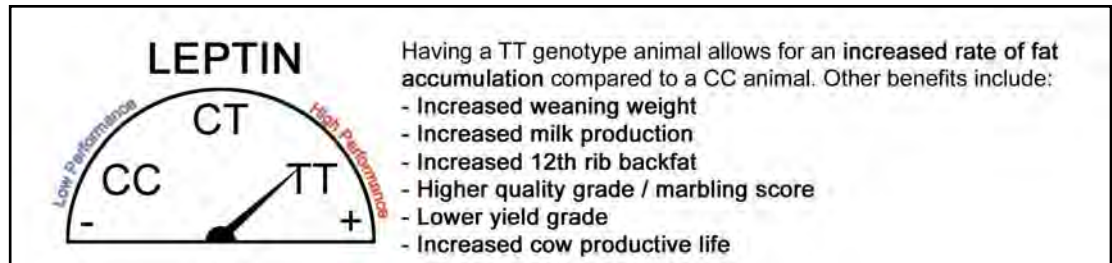 LEPTIN
Low Performance
High Performance
CC
CT
TT
-
+
Having a TT genotype animal allows for an increased rate of fat
accumulation compared to a CC animal. Other benefits include:
- Increased weaning weight
- Increased milk production
- Increased 12th rib backfat
- Higher quality grade / marbling score
- Lower yield grade
- Increased cow productive life